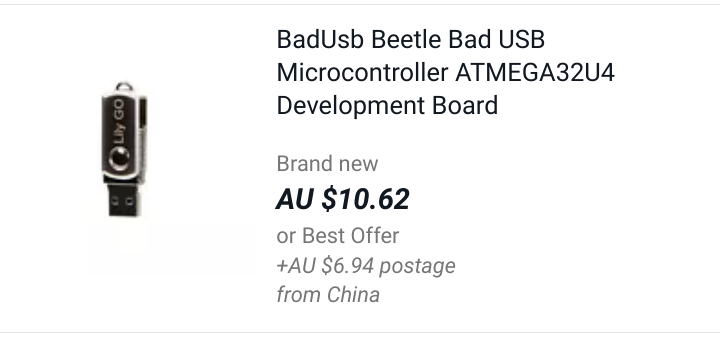 BadUsb Beetle Bad USB
Microcontroller ATMEGA32U4
Development Board
Lily GO
Brand new
AU $10.62
or Best Offer
+AU $6.94 postage
from China